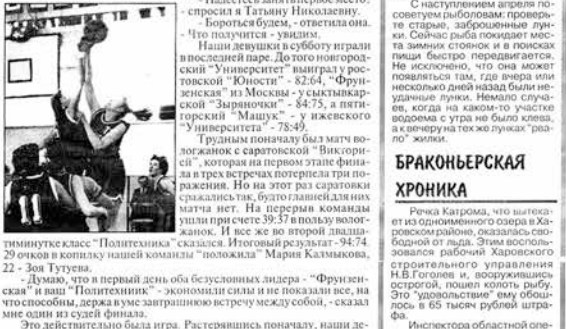 - спросил я Татьяну Николаевну.
- Бороться будем, - ответила она.
- Что получится - увидим.
Наши девушки в субботу играли
в последней паре. До того новгород-
ский "Университет" выиграл у рос-
товской "Юности" - 82:64, "Фрун-
зенская" из Москвы - у сыктывкар-
ской "Зыряночки" - 84:75, а пяти-
горский "Машук" - у ижевского
"Университета" - 78:49.
Трудным поначалу был матч во-
логжанок с саратовской "Виктори-
ей", которая на первом этапе фина-
ла в трех встречах потерпела три по-
ражения. Но на этот раз саратовки
сражались так, будто главней для них
матча нет. На перерыв команды
ушли при счете 39:37 в пользу волог-
жанок. И все же во второй двадца-
тиминутке класс "Политехника" сказался. Итоговый результат - 94:74.
29 очков в копилку нашей команды "положила" Мария Калмыкова,
22 - Зоя Тутуева.
- Думаю, что в первый день оба безусловных лидера - "Фрунзен-
ская" и ваш "Политехник" - экономили силы и не показали все, на
что способны, держа в уме завтрашнюю встречу между собой, - сказал
мне один из судей финала.
Это действительно была игра. Растерявшись поначалу, наши де-
С наступлением апреля по-
советуем рыболовам: проверь-
те старые, заброшенные лун-
ки. Сейчас рыба покидает мес-
та зимних стоянок и в поисках
пищи быстро передвигается.
Не исключено, что она может
появляться там, где вчера или
несколько дней назад были не-
удачные лунки. Немало случа-
ев, когда на каком-то участке
водоема с утра не было клева,
а к вечеру на тех же лунках "рва-
ло" жилки.
БРАКОНЬЕРСКАЯ
ХРОНИКА
Речка Катрома, что вытека-
ет из одноименного озера в Ха-
ровском районе, оказалась сво-
бодной от льда. Этим восполь-
зовался рабочий Харовского
строительного управления
Н.В.Гоголев и, вооружившись
острогой, пошел колоть рыбу.
Это "удовольствие" ему обош-
лось в 65 тысяч рублей штра-
фа.
Инспектора областной опе-